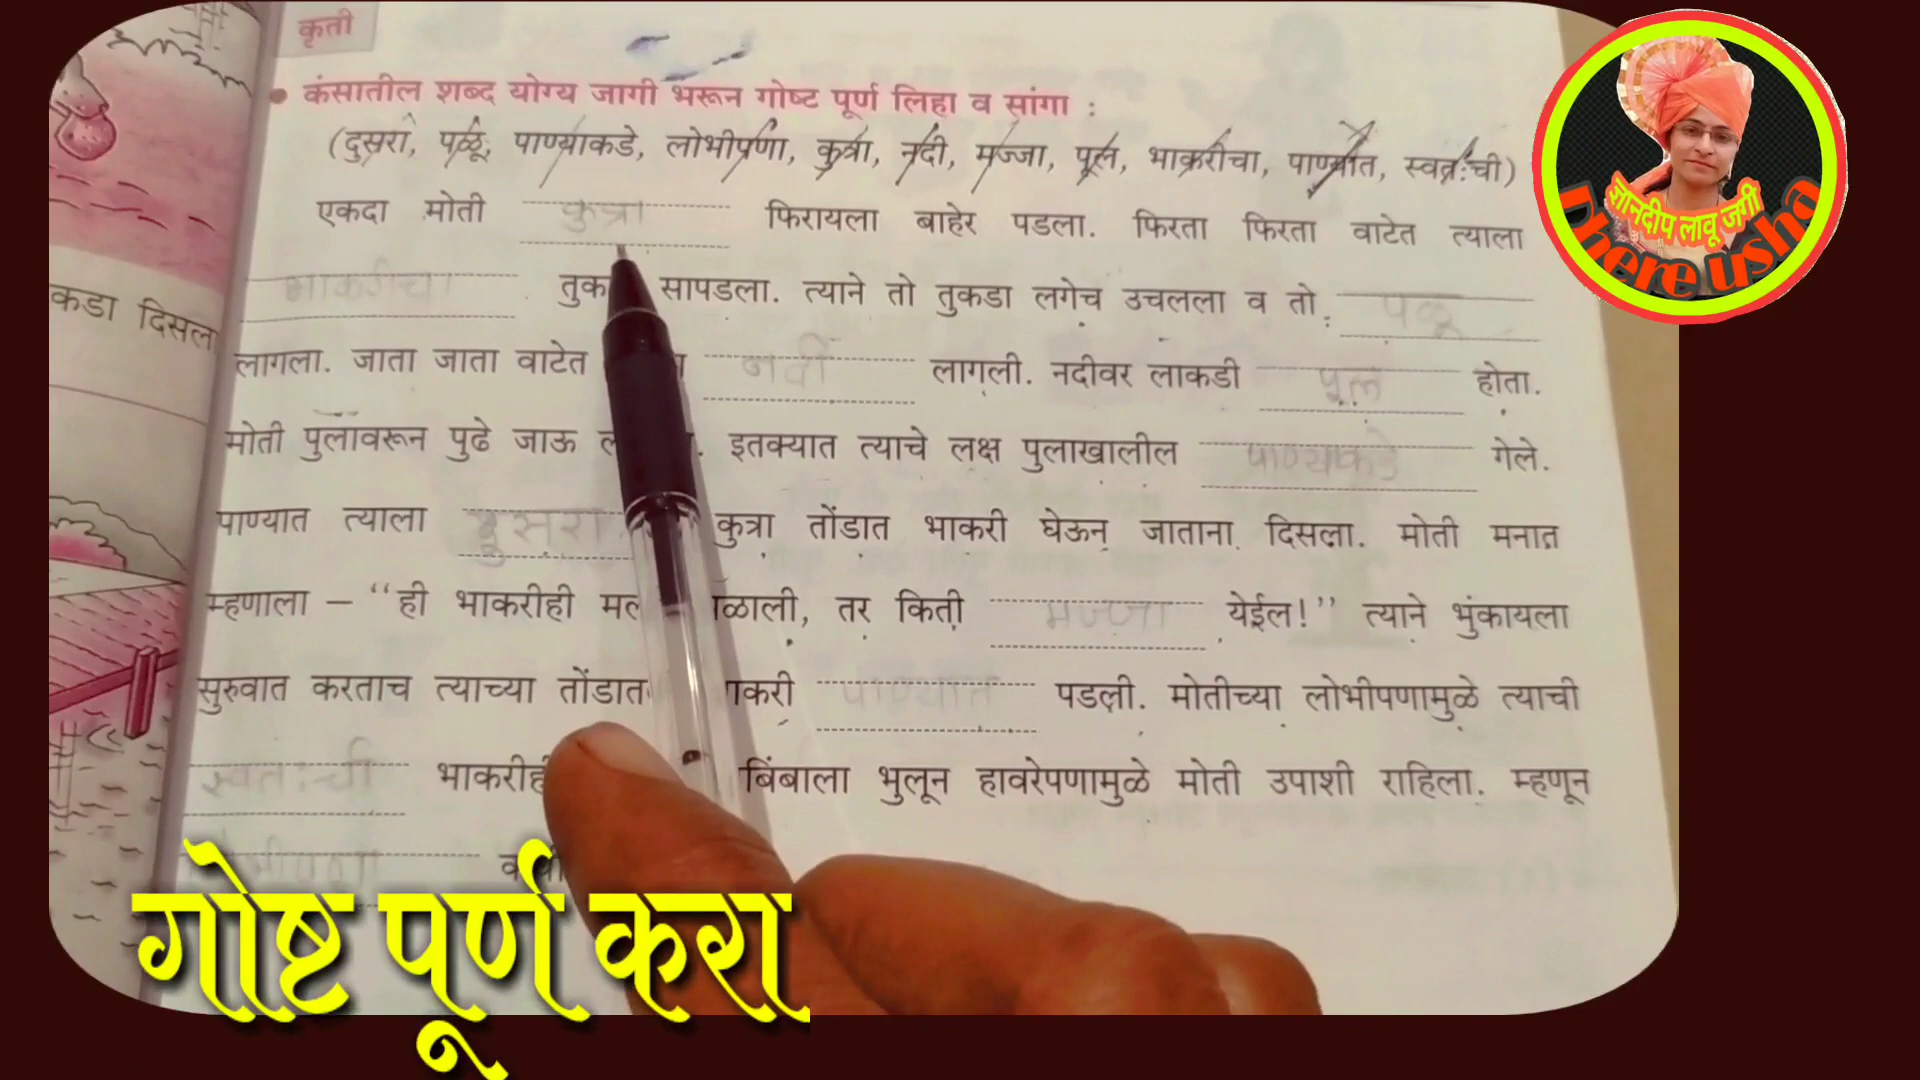 कृती
• कंसातील शब्द योग्य जागी भरून गोष्ट पूर्ण लिहा व सांगा :
(दुसरा, पळू, पाण्याकडे, लोभीपणा, कुत्रा, नदी, मज्जा, पूल, भाकरीचा, पाण्यात, स्वतःची)
एकदा मोती कुत्रा फिरायला बाहेर पडला. फिरता फिरता वाटेत त्याला
भाकरीचा तुक सापडला. त्याने तो तुकडा लगेच उचलला व तो पळू
लागला. जाता जाता वाटेत नदी लागली. नदीवर लाकडी पूल होता.
मोती पुलावरून पुढे जाऊ इतक्यात त्याचे लक्ष पुलाखालील पाण्याकडे गेले.
पाण्यात त्याला दुसरा कुत्रा तोंडात भाकरी घेऊन जाताना दिसला. मोती मनात
म्हणाला – “ही भाकरीही मल ळाली, तर किती मज्जा येईल!” त्याने भुंकायला
सुरुवात करताच त्याच्या तोंडात ाकरी पाण्यात पडली. मोतीच्या लोभीपणामुळे त्याची
स्वतःची भाकरीही बिंबाला भुलून हावरेपणामुळे मोती उपाशी राहिला. म्हणून
कडा दिसल
गोष्ट पूर्ण करा
ज्ञानदीप लावू जगी
Dhere usha